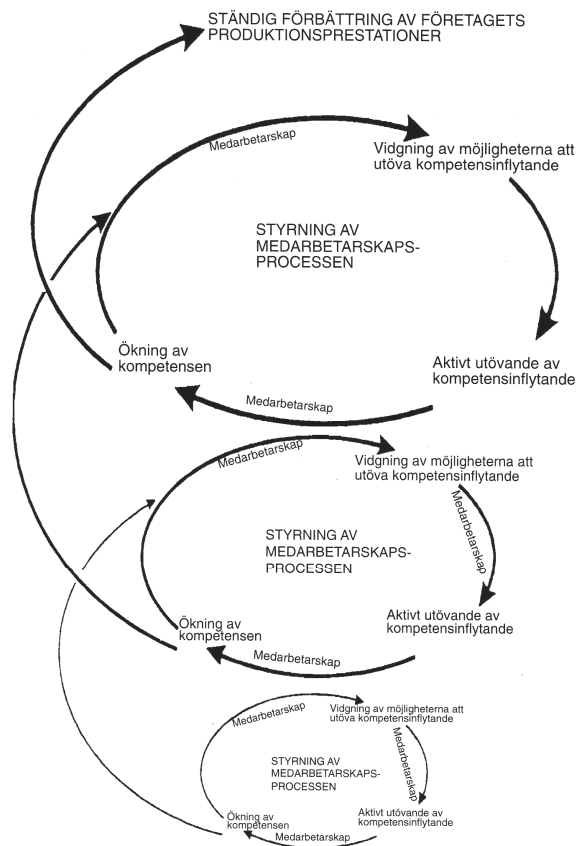 STÄNDIG FÖRBÄTTRING AV FÖRETAGETS
PRODUKTIONSPRESTATIONER
Medarbetarskap
Vidgning av möjligheterna att
utöva kompetensinflytande
STYRNING AV
MEDARBETARSKAPS-
PROCESSEN
Ökning av
kompetensen
Aktivt utövande av
kompetensinflytande
Medarbetarskap
Medarbetarskap
Vidgning av möjligheterna att
utöva kompetensinflytande
Medarbetarskap
STYRNING AV
MEDARBETARSKAPS-
PROCESSEN
Ökning av
kompetensen
Aktivt utövande av
kompetensinflytande
Medarbetarskap
Medarbetarskap
Vidgning av möjligheterna att
utöva kompetensinflytande
Medarbetarskap
STYRNING AV
MEDARBETARSKAPS-
PROCESSEN
Ökning av
kompetensen
Aktivt utövande av
kompetensinflytande
Medarbetarskap